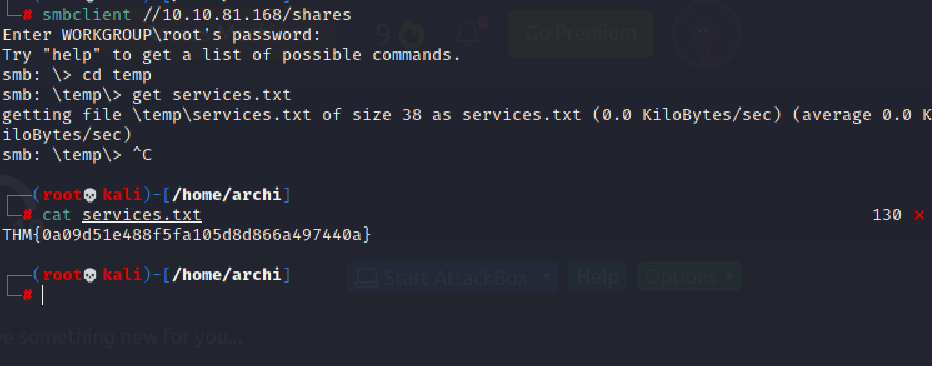 └─# smbclient //10.10.81.168/shares
Enter WORKGROUP\root's password:
9
Go Premium
Try "help" to get a list of possible commands.
smb: \> cd temp
smb: \temp\> get services.txt
getting file \temp\services.txt of size 38 as services.txt (0.0 KiloBytes/sec) (average 0.0 K
iloBytes/sec)
smb: \temp\> ^C
┌──(root💀kali)-[/home/archi]
└─# cat services.txt 130 ⨯
THM{0a09d51e488f5fa105d8d866a497440a}
┌──(root💀kali)-[/home/archi]
└─#
Start AttackBox Help Options
be something new for you...